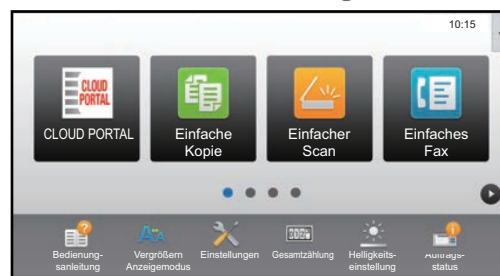 10:15
CLOUD
PORTAL
CLOUD PORTAL
Einfache
Kopie
Einfacher
Scan
Einfaches
Fax
Bedienung-
sanleitung
Vergrößern
Anzeigemodus
Einstellungen
Gesamtzählung
Helligkeits-
einstellung
Auftrags-
status